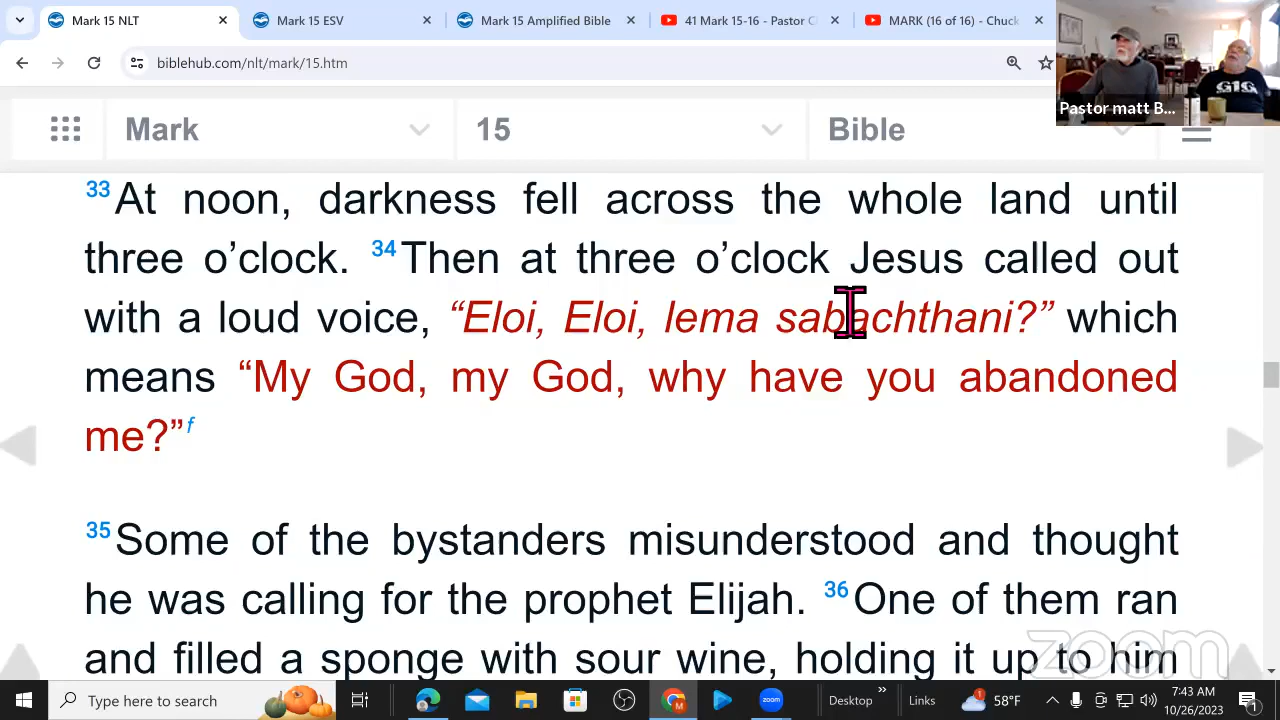 15 NLT
Mark 15 ESV
Mark 15 Amplified Bible
41 Mark 15-16 - Pastor C
MARK (16 of 16) - Chuck
biblehub.com/nlt/mark/15.htm
G1G
Pastor matt B...
Mark
15
Bible
33 At noon, darkness fell across the whole land until
three o’clock. 34 Then at three o’clock Jesus called out
with a loud voice, “Eloi, Eloi, lema sabachthani?” which
means “My God, my God, why have you abandoned
me?” f
35 Some of the bystanders misunderstood and thought
he was calling for the prophet Elijah. 36 One of them ran
and filled a sponge with sour wine, holding it up to him
zoom
Type here to search
zoom
Desktop
Links
1
58°F
7:43 AM
10/26/2023
1